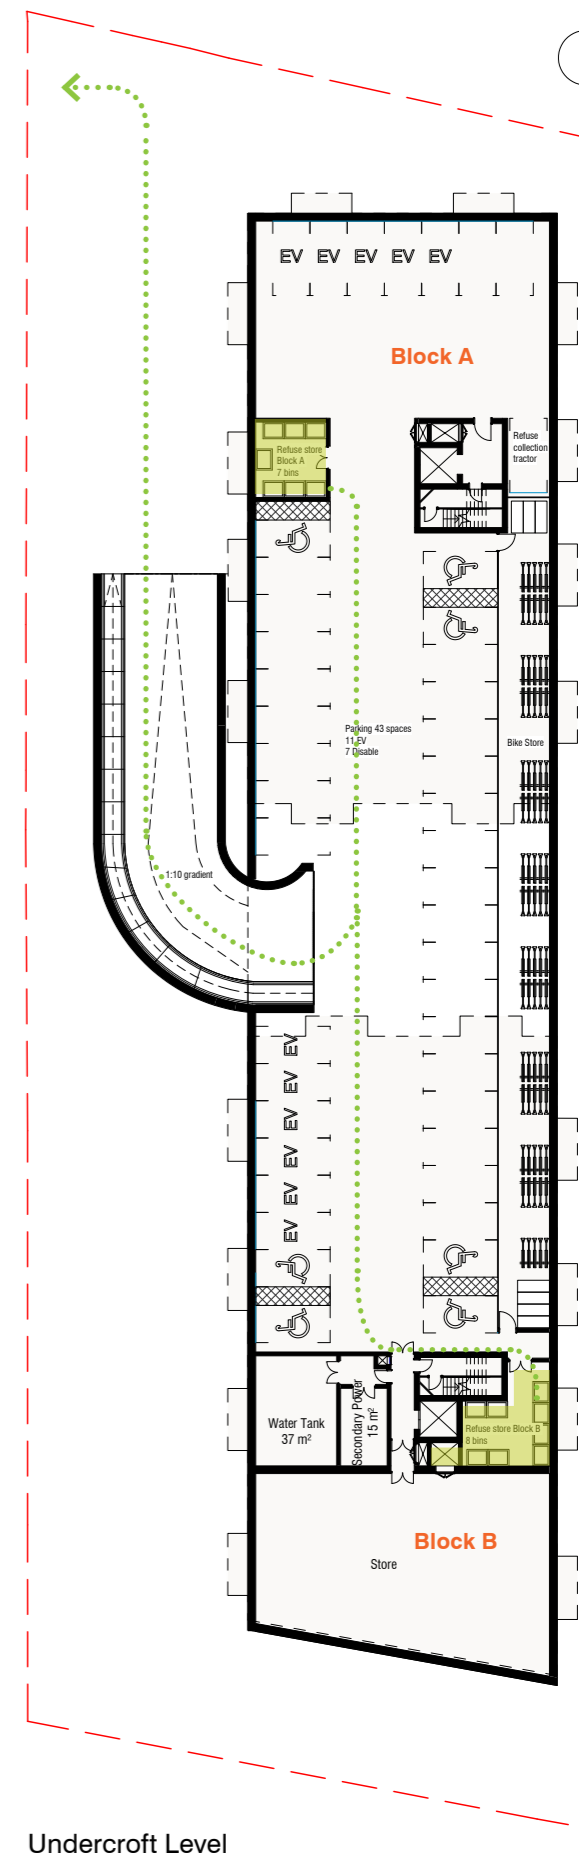 EV EV EV EV EV
Block A
Refuse store
Block A
7 bins
Refuse
collection
tractor
Parking 43 spaces
11 EV
7 Disable
Bike Store
1:10 gradient
EV
EV
EV
EV
EV
EV
Water Tank
37 m²
Secondary Power
15 m²
Refuse store Block B
8 bins
Block B
Store
Undercroft Level